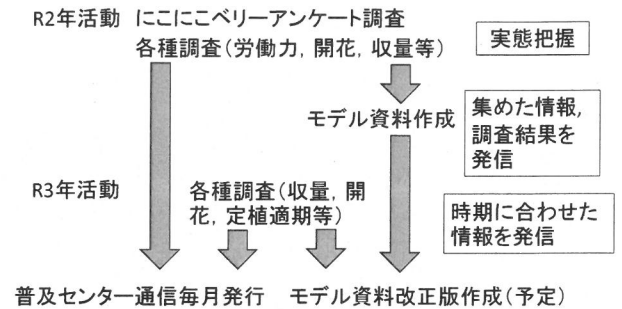 R2年活動 にこにこベリーアンケート調査
各種調査(労働力,開花,収量等)
実態把握
モデル資料作成
集めた情報,
調査結果を
発信
R3年活動
各種調査(収量,開
花,定植適期等)
時期に合わせた
情報を発信
普及センター通信毎月発行 モデル資料改正版作成(予定)